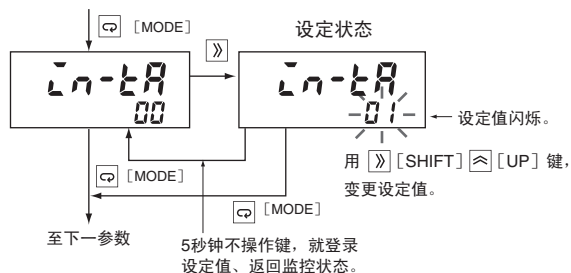 [MODE]
设定状态
in-tA
00
in-tA
01
设定值闪烁。
用 [SHIFT] [UP] 键，
变更设定值。
[MODE]
[MODE]
至下一参数
5秒钟不操作键，就登录
设定值、返回监控状态。